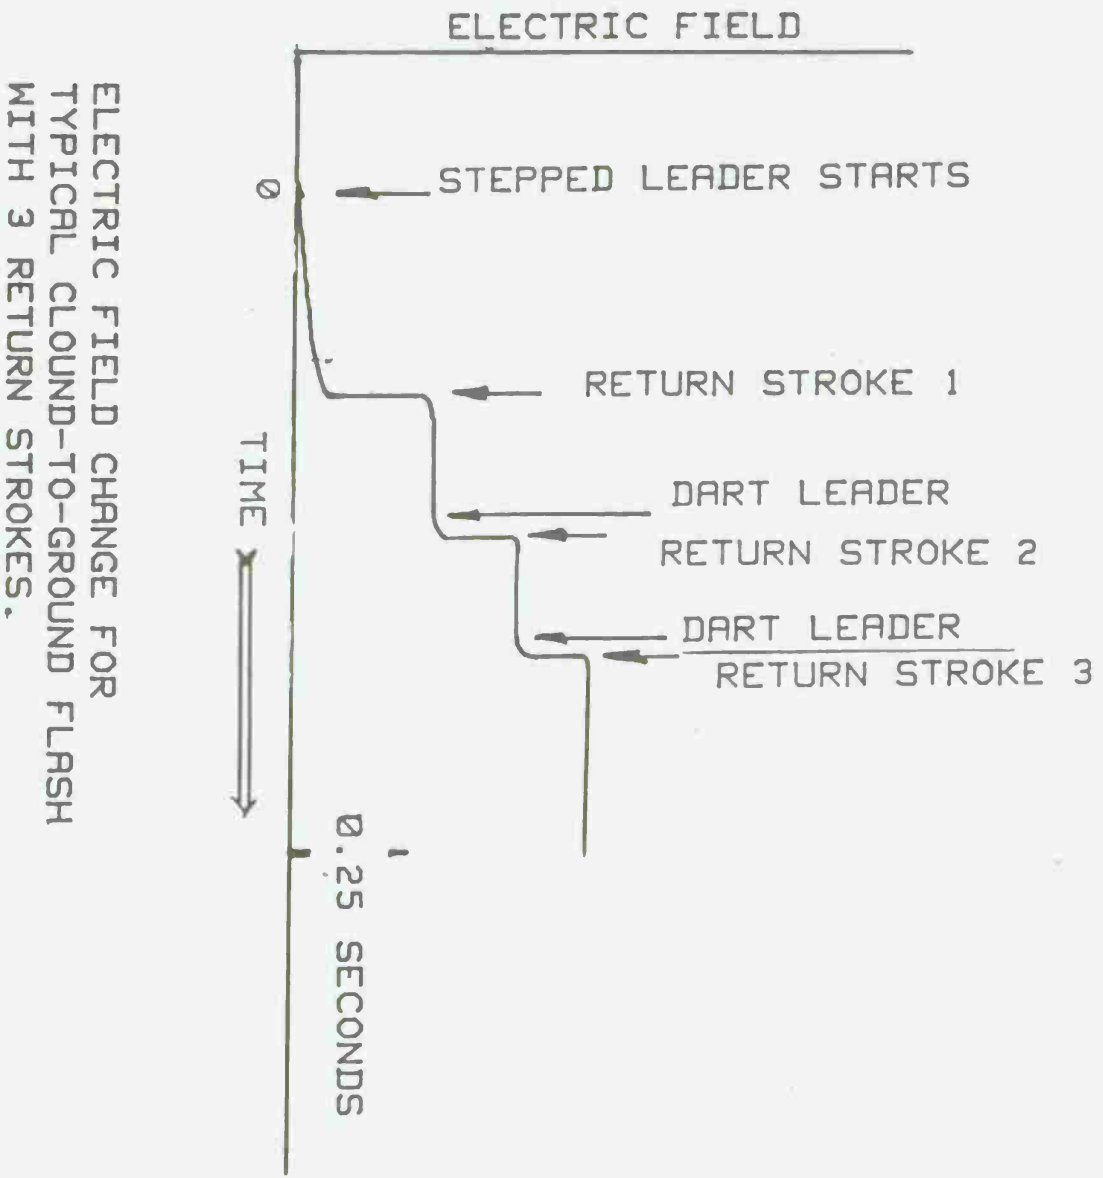 ELECTRIC FIELD
STEPPED LEADER STARTS
0
RETURN STROKE 1
DART LEADER
RETURN STROKE 2
DART LEADER
RETURN STROKE 3
TIME
0.25 SECONDS
ELECTRIC FIELD CHANGE FOR
TYPICAL CLOUND-TO-GROUND FLASH
WITH 3 RETURN STROKES.